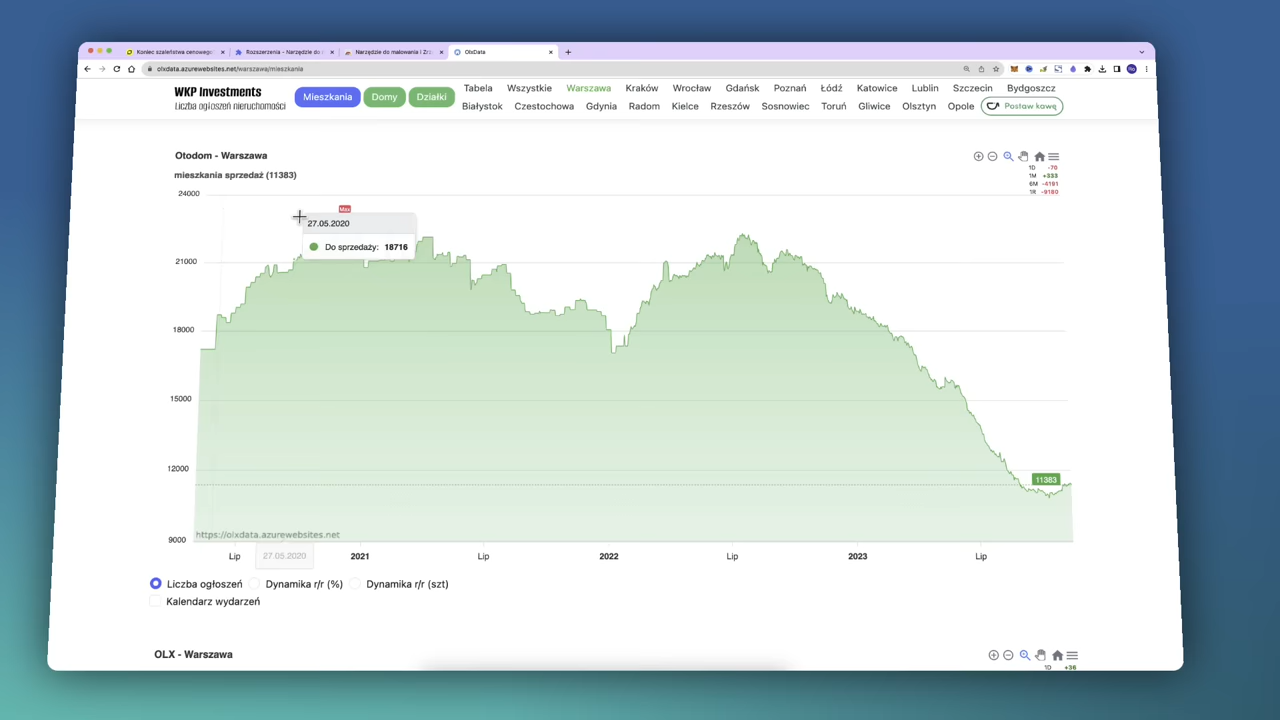 Koniec szaleństwa cenowego
Rozszerzenia – Narzędzie do
Narzędzie do malowania i Zrz
OlxData
olxdata.azurewebsites.net/warszawa/mieszkania
WKP Investments
Liczba ogłoszeń nieruchomości
Mieszkania Domy Działki
Tabela Wszystkie Warszawa Kraków Wrocław Gdańsk Poznań Łódź Katowice Lublin Szczecin Bydgoszcz
Białystok Czestochowa Gdynia Radom Kielce Rzeszów Sosnowiec Toruń Gliwice Olsztyn Opole Postaw kawę
Otodom - Warszawa
mieszkania sprzedaż (11383)
1D -70
1M +333
6M -4191
1R -9180
24000
Max
27.05.2020
Do sprzedaży: 18716
21000
18000
15000
12000
11383
https://olxdata.azurewebsites.net
9000
Lip 27.05.2020 2021 Lip 2022 Lip 2023 Lip
Liczba ogłoszeń Dynamika r/r (%) Dynamika r/r (szt)
Kalendarz wydarzeń
OLX - Warszawa
1D +36